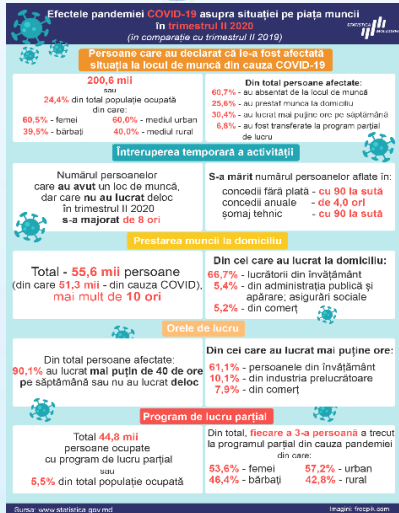 Efectele pandemiei COVID-19 asupra situației pe piața muncii
în trimestrul II 2020
(în comparație cu trimestrul II 2019)
STATISTICA
MOLDOVEI
Persoane care au declarat că le-a fost afectată
situația la locul de muncă din cauza COVID-19
200,6 mii
sau
24,4% din total populație ocupată
din care:
60,5% - femei 60,0% - mediul urban
39,5% - bărbați 40,0% - mediul rural
Din total persoane afectate:
60,7% - au absentat de la locul de muncă
25,6% - au prestat munca la domiciliu
30,4% - au lucrat mai puține ore pe săptămână
6,8% - au fost transferate la program parțial
de lucru
Întreruperea temporară a activității
Numărul persoanelor
care au avut un loc de muncă,
dar care nu au lucrat deloc
în trimestrul II 2020
s-a majorat de 8 ori
S-a mărit numărul persoanelor aflate în:
concedii fără plată - cu 90 la sută
concedii anuale - de 4,0 ori
șomaj tehnic - cu 90 la sută
Prestarea muncii la domiciliu
Total - 55,6 mii persoane
(din care 51,3 mii - din cauza COVID),
mai mult de 10 ori
Din cei care au lucrat la domiciliu:
66,7% - lucrătorii din învățământ
5,4% - din administrația publică și
apărare; asigurări sociale
5,2% - din comerț
Orele de lucru
Din total persoane afectate:
90,1% au lucrat mai puțin de 40 de ore
pe săptămână sau nu au lucrat deloc
Din cei care au lucrat mai puține ore:
61,1% - persoanele din învățământ
10,1% - din industria prelucrătoare
7,9% - din comerț
Program de lucru parțial
Total 44,8 mii
persoane ocupate
cu program de lucru parțial
sau
5,5% din total populație ocupată
Din total, fiecare a 3-a persoană a trecut
la programul parțial din cauza pandemiei
din care:
53,6% - femei 57,2% - urban
46,4% - bărbați 42,8% - rural
Sursa: www.statistica.gov.md
Imagini: freepik.com